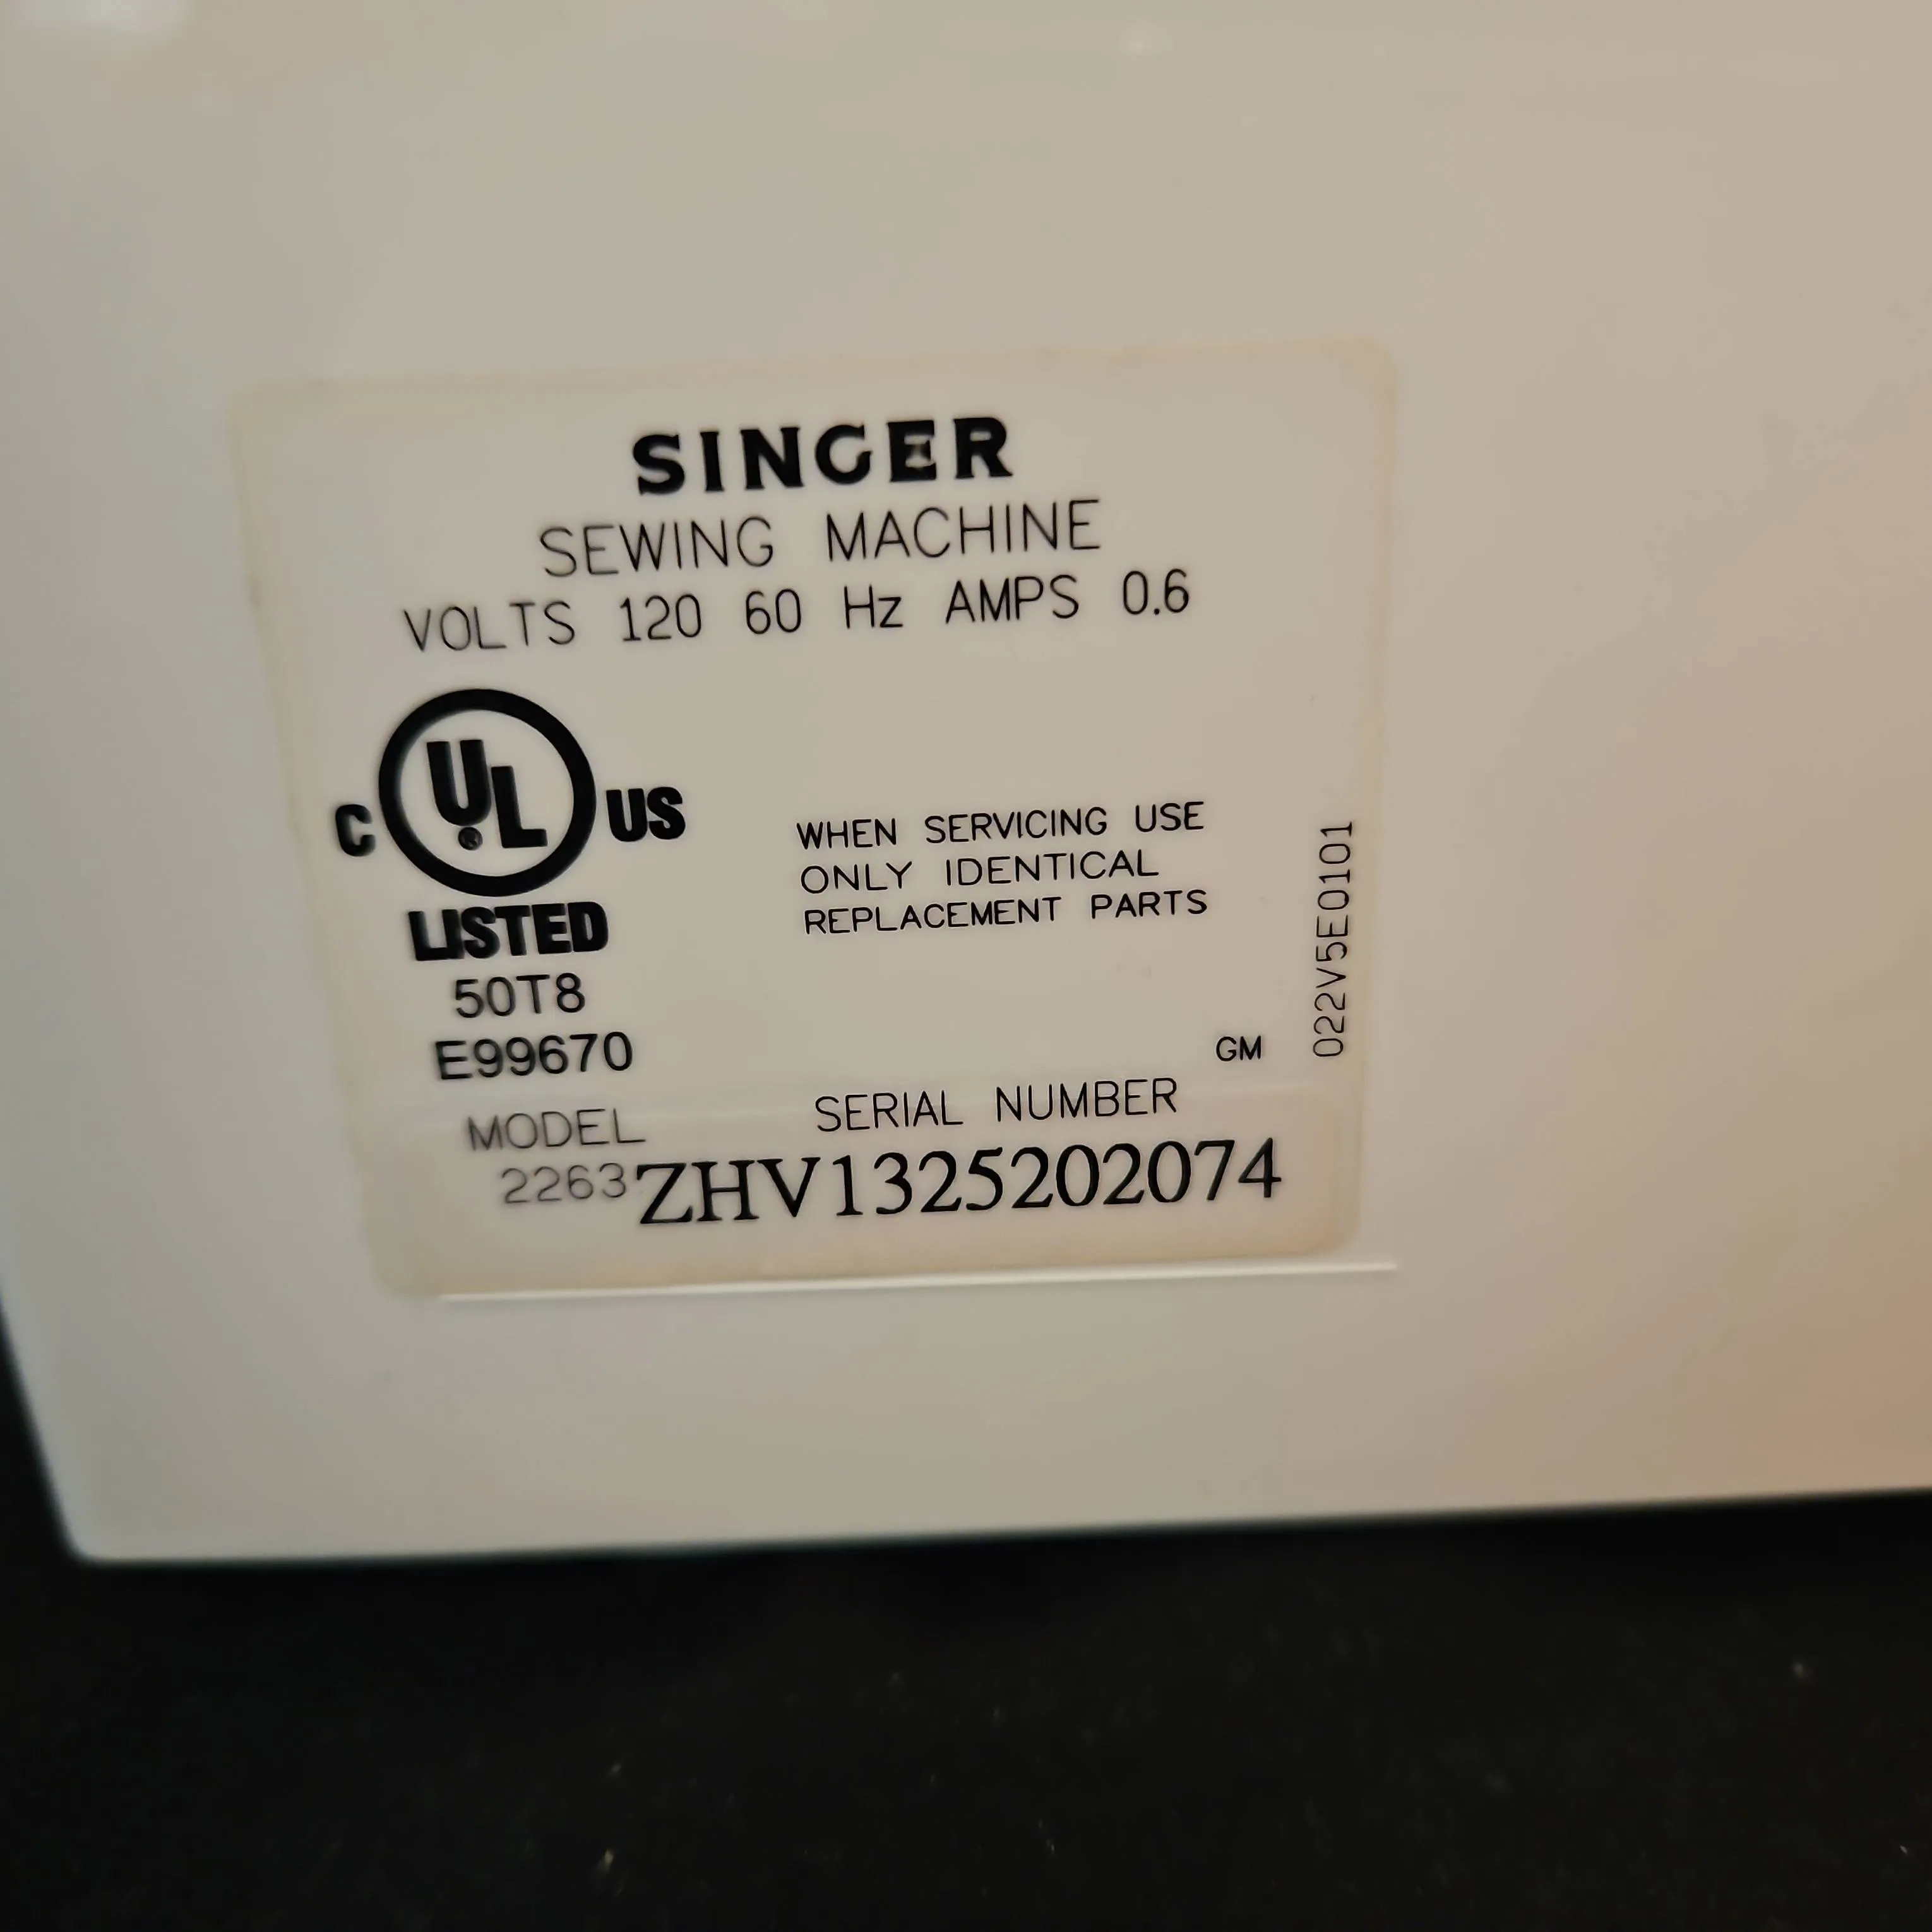 SINGER
SEWING MACHINE
VOLTS 120 60 Hz AMPS 0.6
C UL® US
LISTED
50T8
E99670
WHEN SERVICING USE
ONLY IDENTICAL
REPLACEMENT PARTS
022V5E0101
GM
MODEL
2263
SERIAL NUMBER
ZHV1325202074